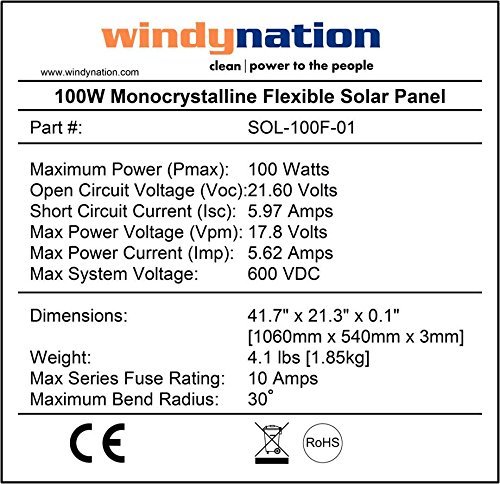 windynation
clean | power to the people
www.windynation.com
100W Monocrystalline Flexible Solar Panel
Part #: SOL-100F-01
Maximum Power (Pmax): 100 Watts
Open Circuit Voltage (Voc): 21.60 Volts
Short Circuit Current (Isc): 5.97 Amps
Max Power Voltage (Vpm): 17.8 Volts
Max Power Current (Imp): 5.62 Amps
Max System Voltage: 600 VDC
Dimensions: 41.7" x 21.3" x 0.1"
[1060mm x 540mm x 3mm]
Weight: 4.1 lbs [1.85kg]
Max Series Fuse Rating: 10 Amps
Maximum Bend Radius: 30°
CE RoHS